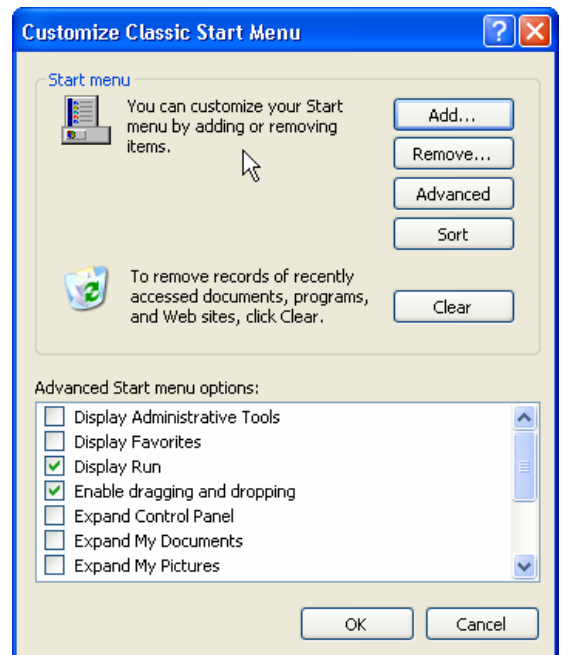 Customize Classic Start Menu
Start menu
You can customize your Start
menu by adding or removing
items.
Add...
Remove...
Advanced
Sort
To remove records of recently
accessed documents, programs,
and Web sites, click Clear.
Clear
Advanced Start menu options:
Display Administrative Tools
Display Favorites
Display Run
Enable dragging and dropping
Expand Control Panel
Expand My Documents
Expand My Pictures
OK
Cancel